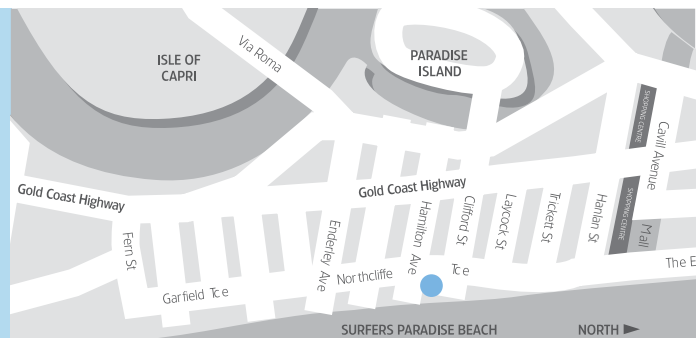 Via Roma
ISLE OF
CAPRI
PARADISE
ISLAND
SHOPPING CENTRE
Cavill Avenue
Gold Coast Highway
Gold Coast Highway
Fern St
Enderley Ave
Hamilton Ave
Clifford St
Laycock St
Trickett St
Hanlan St
SHOPPING CENTRE
Mall
Garfield Tce
Northcliffe Tce
The E
SURFERS PARADISE BEACH
NORTH